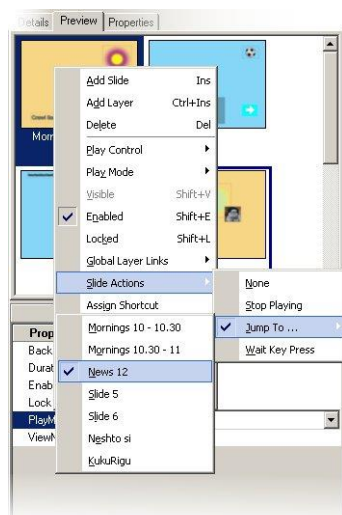 Details Preview Properties
Add Slide Ins
Add Layer Ctrl+Ins
Delete Del
Play Control
Play Mode
Visible Shift+V
Enabled Shift+E
Locked Shift+L
Global Layer Links
Slide Actions
None
Assign Shortcut
Stop Playing
Mornings 10 - 10.30
Jump To ...
Mornings 10.30 - 11
Wait Key Press
News 12
Slide 5
Slide 6
Neshto si
KukuRigu
Morn
Prop
Back
Durat
Enab
Lock
PlayM
ViewM